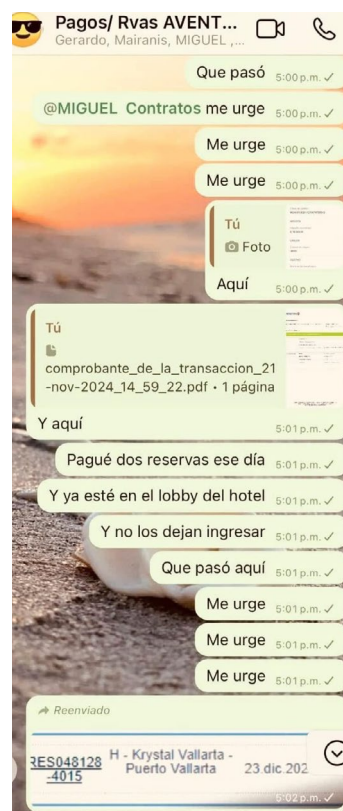 Pagos/ Rvas AVENT...
Gerardo, Mairanis, MIGUEL ,...
Que pasó 5:00 p.m.
@MIGUEL Contratos me urge 5:00 p.m.
Me urge 5:00 p.m.
Me urge 5:00 p.m.
Tú
Foto
Aquí 5:00 p.m.
Tú
comprobante_de_la_transaccion_21
-nov-2024_14_59_22.pdf • 1 página
Y aquí 5:01 p.m.
Pagué dos reservas ese día 5:01 p.m.
Y ya esté en el lobby del hotel 5:01 p.m.
Y no los dejan ingresar 5:01 p.m.
Que pasó aquí 5:01 p.m.
Me urge 5:01 p.m.
Me urge 5:01 p.m.
Me urge 5:01 p.m.
Reenviado
RES048128
-4015
H - Krystal Vallarta -
Puerto Vallarta
23.dic.202
5:02 p.m.